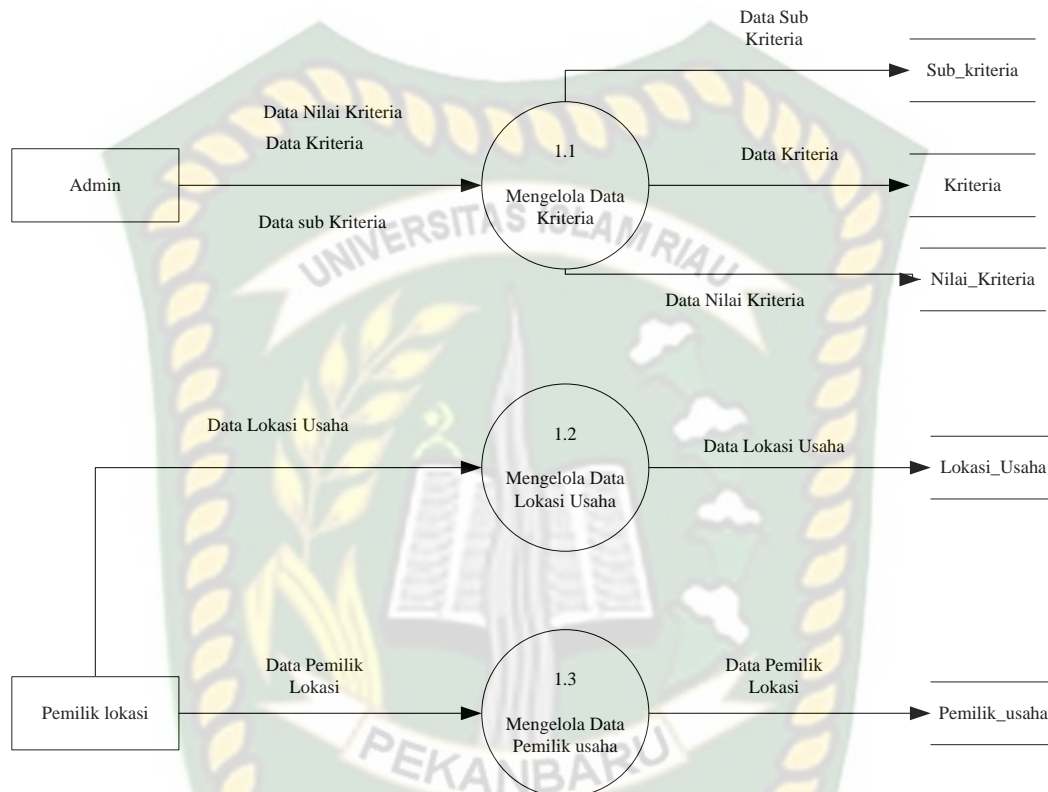 Data Sub
Kriteria
Sub_kriteria
Data Nilai Kriteria
Data Kriteria
Admin
Data sub Kriteria
1.1
Mengelola Data
Kriteria
Data Kriteria
Kriteria
Data Nilai Kriteria
Nilai_Kriteria
UNIVERSITAS ISLAM RIAU
Data Lokasi Usaha
1.2
Mengelola Data
Lokasi Usaha
Data Lokasi Usaha
Lokasi_Usaha
Pemilik lokasi
Data Pemilik
Lokasi
1.3
Mengelola Data
Pemilik usaha
Data Pemilik
Lokasi
Pemilik_usaha
PEKANBARU